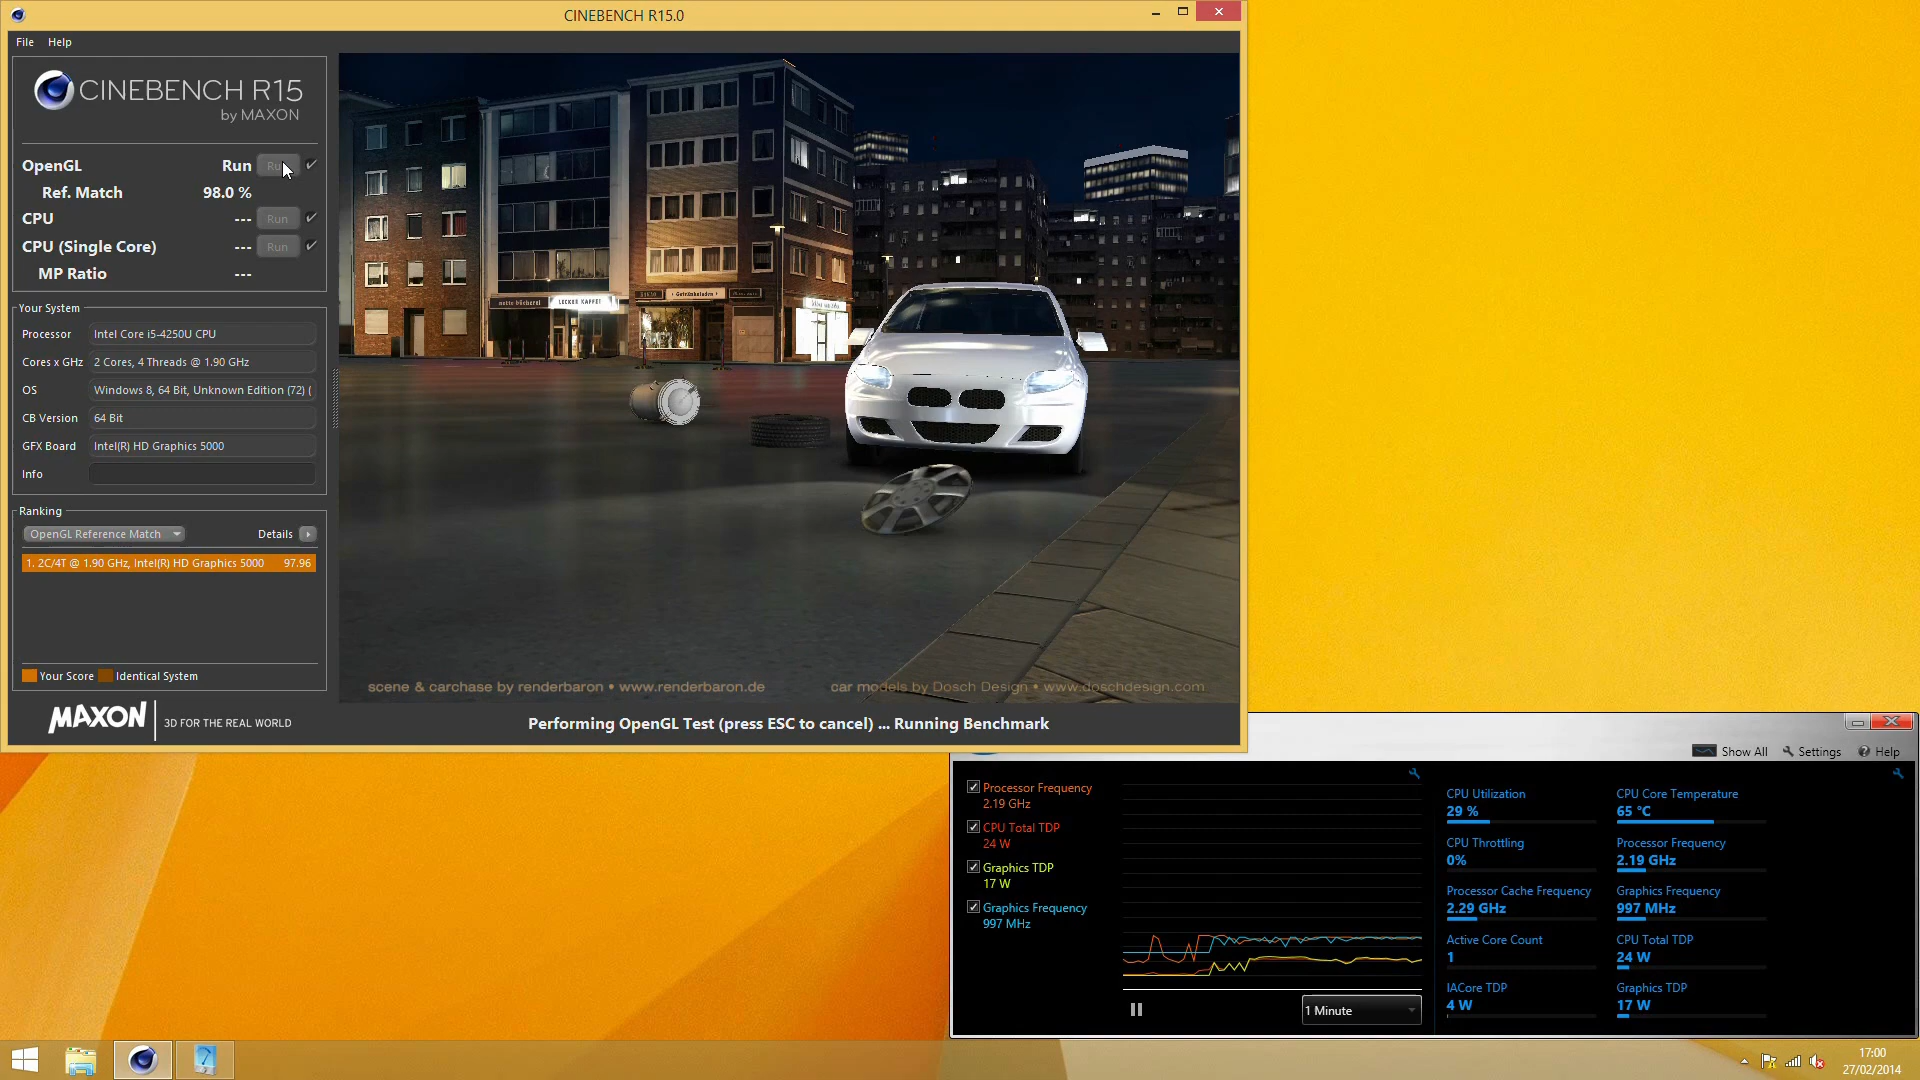 CINEBENCH R15.0
File Help
CINEBENCH R15
by MAXON
OpenGL Run Run
Ref. Match 98.0 %
CPU --- Run
CPU (Single Core) --- Run
MP Ratio ---
Your System
Processor Intel Core i5-4250U CPU
Cores x GHz 2 Cores, 4 Threads @ 1.90 GHz
OS Windows 8, 64 Bit, Unknown Edition (72) (
CB Version 64 Bit
GFX Board Intel(R) HD Graphics 5000
Info
Ranking
OpenGL Reference Match Details
1. 2C/4T @ 1.90 GHz, Intel(R) HD Graphics 5000 97.96
Your Score Identical System
MAXON 3D FOR THE REAL WORLD
LOCKER KAFFEE
scene & carchase by renderbaron • www.renderbaron.de car models by Dosch Design • www.doschdesign.com
Performing OpenGL Test (press ESC to cancel) ... Running Benchmark
Show All Settings Help
Processor Frequency
2.19 GHz
CPU Total TDP
24 W
Graphics TDP
17 W
Graphics Frequency
997 MHz
1 Minute
CPU Utilization
29 %
CPU Core Temperature
65 °C
CPU Throttling
0%
Processor Frequency
2.19 GHz
Processor Cache Frequency
2.29 GHz
Graphics Frequency
997 MHz
Active Core Count
1
CPU Total TDP
24 W
IACore TDP
4 W
Graphics TDP
17 W
17:00
27/02/2014